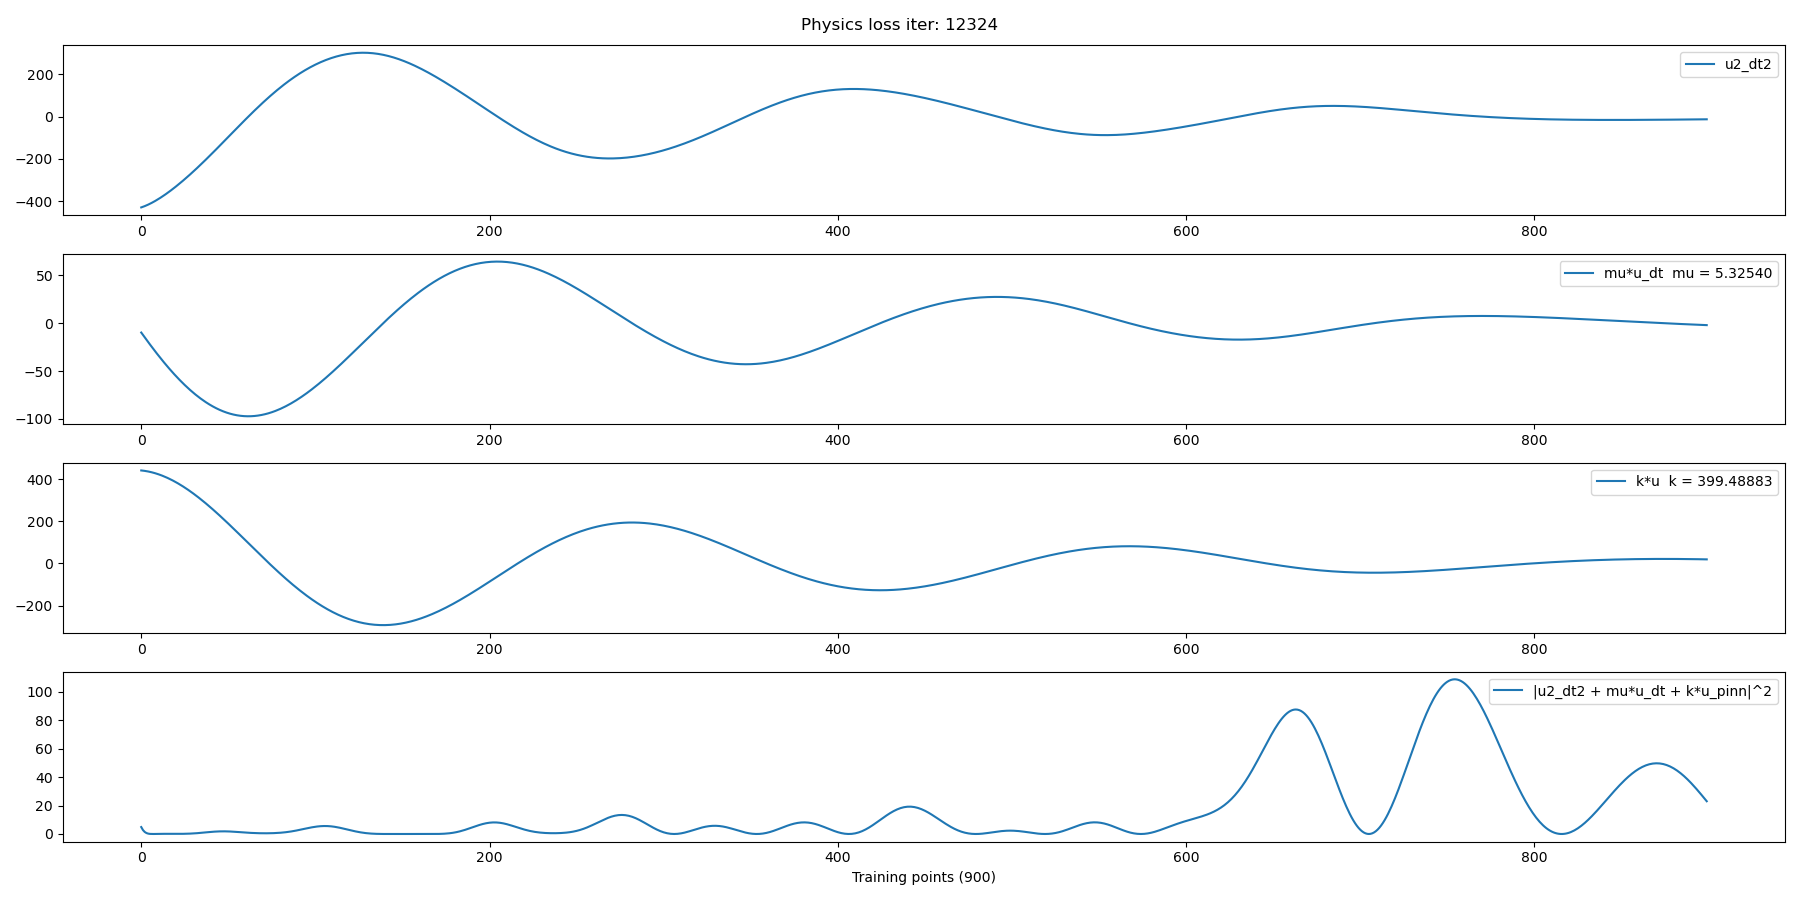 Physics loss iter: 12324
200
0
−200
−400
u2_dt2
0 200 400 600 800
50
0
−50
−100
mu*u_dt  mu = 5.32540
0 200 400 600 800
400
200
0
−200
k*u  k = 399.48883
0 200 400 600 800
100
80
60
40
20
0
|u2_dt2 + mu*u_dt + k*u_pinn|^2
0 200 400 600 800
Training points (900)